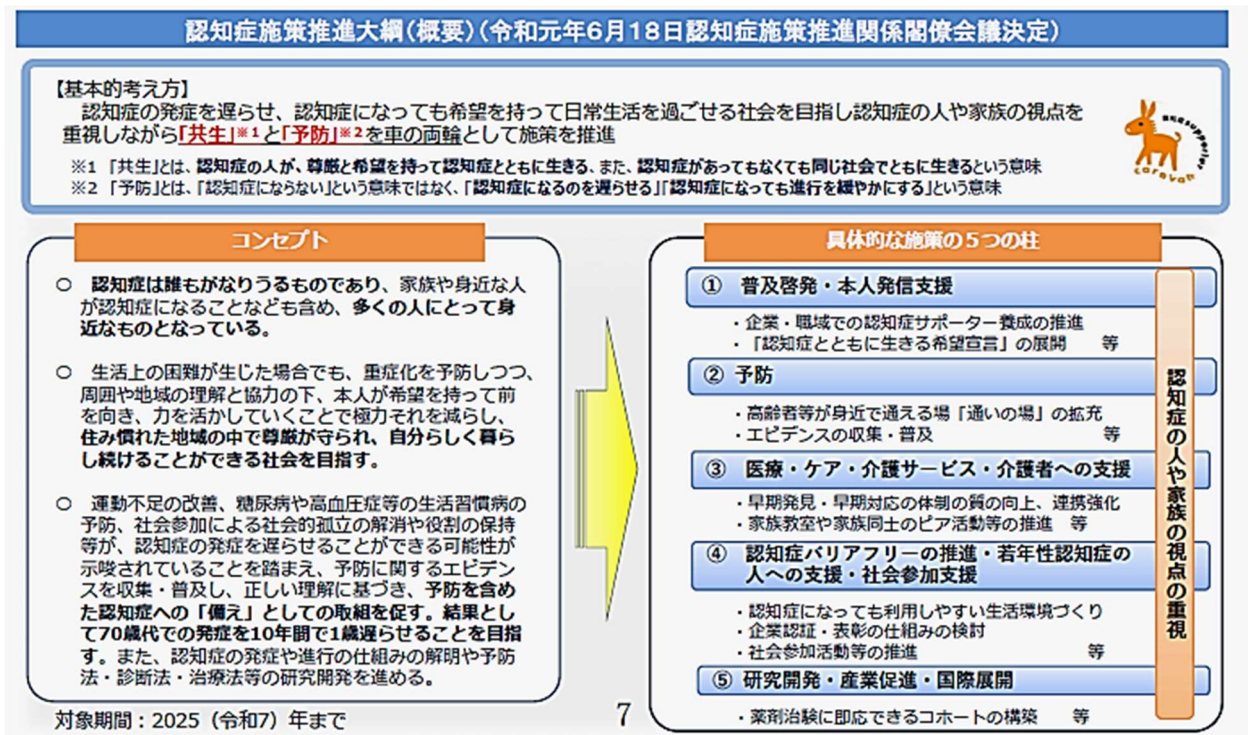 認知症施策推進大綱(概要)(令和元年6月18日認知症施策推進関係閣僚会議決定)
【基本的考え方】
認知症の発症を遅らせ、認知症になっても希望を持って日常生活を過ごせる社会を目指し認知症の人や家族の視点を
重視しながら「共生」※1と「予防」※2を車の両輪として施策を推進
※1 「共生」とは、認知症の人が、尊厳と希望を持って認知症とともに生きる、また、認知症があってもなくても同じ社会でともに生きるという意味
※2 「予防」とは、「認知症にならない」という意味ではなく、「認知症になるのを遅らせる」「認知症になっても進行を緩やかにする」という意味
caravan
コンセプト
○ 認知症は誰もがなりうるものであり、家族や身近な人
が認知症になることなども含め、多くの人にとって身
近なものとなっている。
○ 生活上の困難が生じた場合でも、重症化を予防しつつ、
周囲や地域の理解と協力の下、本人が希望を持って前
を向き、力を活かしていくことで極力それを減らし、
住み慣れた地域の中で尊厳が守られ、自分らしく暮ら
し続けることができる社会を目指す。
○ 運動不足の改善、糖尿病や高血圧症等の生活習慣病の
予防、社会参加による社会的孤立の解消や役割の保持
等が、認知症の発症を遅らせることができる可能性が
示唆されていることを踏まえ、予防に関するエビデン
スを収集・普及し、正しい理解に基づき、予防を含め
た認知症への「備え」としての取組を促す。結果とし
て70歳代での発症を10年間で1歳遅らせることを目指
す。また、認知症の発症や進行の仕組みの解明や予防
法・診断法・治療法等の研究開発を進める。
対象期間:2025(令和7)年まで
7
具体的な施策の5つの柱
① 普及啓発・本人発信支援
・企業・職域での認知症サポーター養成の推進
・「認知症とともに生きる希望宣言」の展開 等
② 予防
・高齢者等が身近で通える場「通いの場」の拡充
・エビデンスの収集・普及 等
③ 医療・ケア・介護サービス・介護者への支援
・早期発見・早期対応の体制の質の向上、連携強化
・家族教室や家族同士のピア活動等の推進 等
④ 認知症バリアフリーの推進・若年性認知症の
人への支援・社会参加支援
・認知症になっても利用しやすい生活環境づくり
・企業認証・表彰の仕組みの検討
・社会参加活動等の推進 等
⑤ 研究開発・産業促進・国際展開
・薬剤治験に即応できるコホートの構築 等
認知症の人や家族の視点の重視